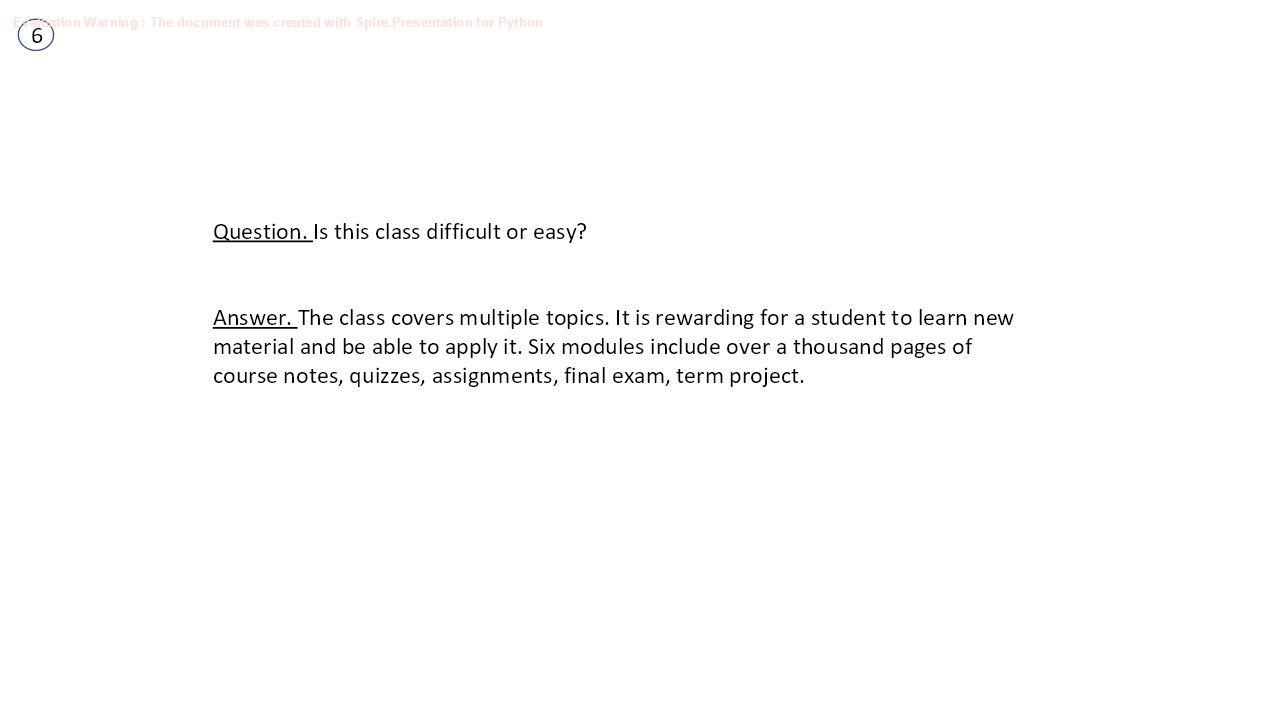 Evaluation Warning : The document was created with Spire.Presentation for Python
6
Question. Is this class difficult or easy?
Answer. The class covers multiple topics. It is rewarding for a student to learn new
material and be able to apply it. Six modules include over a thousand pages of
course notes, quizzes, assignments, final exam, term project.